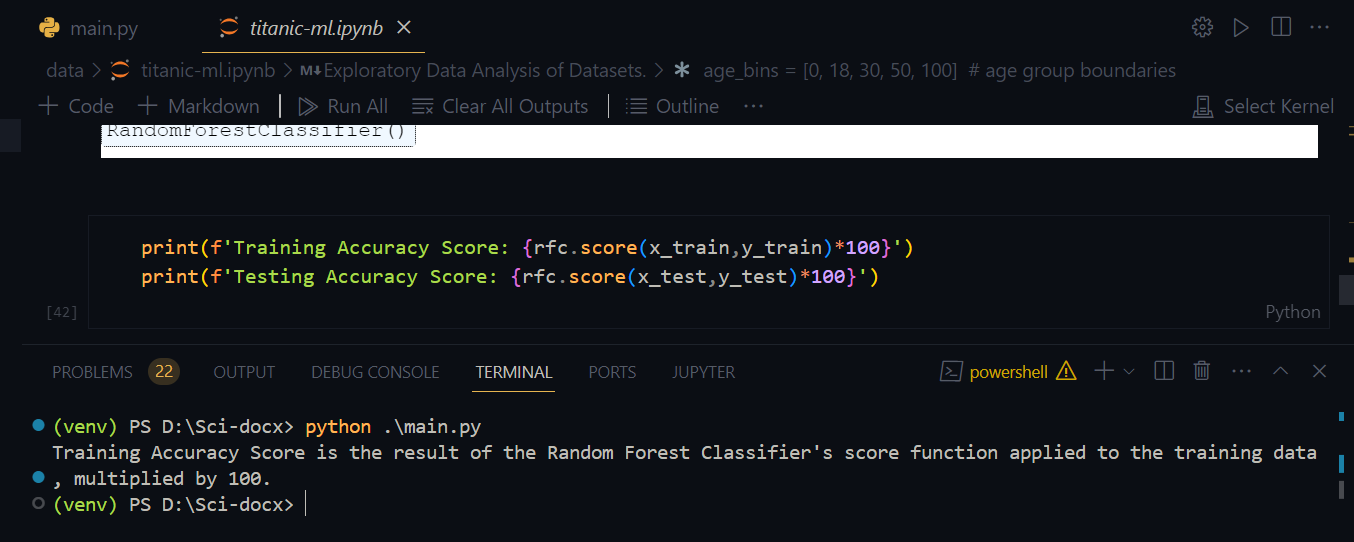 main.py
titanic-ml.ipynb
data > titanic-ml.ipynb > M↓Exploratory Data Analysis of Datasets. > age_bins = [0, 18, 30, 50, 100]  # age group boundaries
+ Code + Markdown | Run All Clear All Outputs | Outline ... Select Kernel
RandomForestClassifier()
print(f'Training Accuracy Score: {rfc.score(x_train,y_train)*100}')
print(f'Testing Accuracy Score: {rfc.score(x_test,y_test)*100}')
[42]
Python
PROBLEMS 22 OUTPUT DEBUG CONSOLE TERMINAL PORTS JUPYTER powershell
(venv) PS D:\Sci-docx> python .\main.py
Training Accuracy Score is the result of the Random Forest Classifier's score function applied to the training data
, multiplied by 100.
(venv) PS D:\Sci-docx>